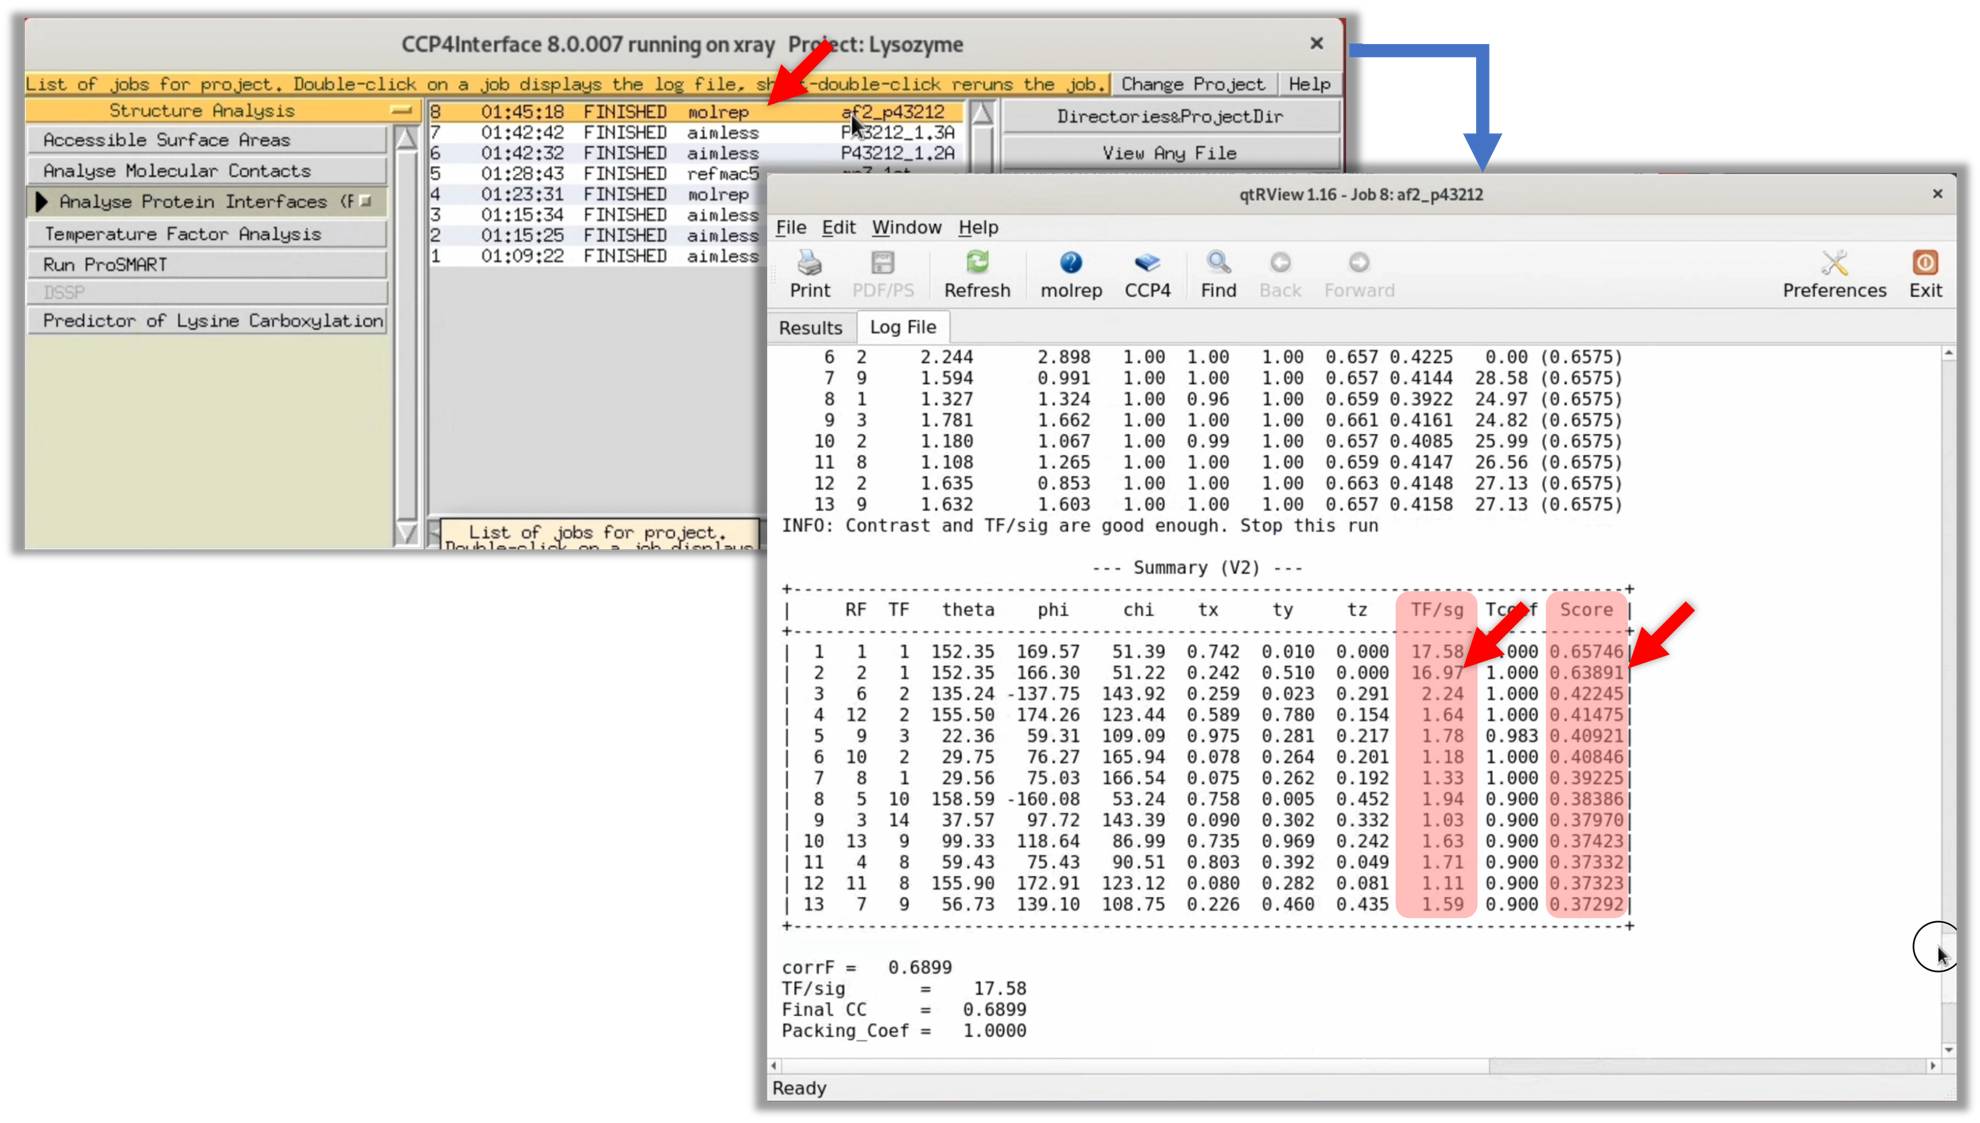 CCP4Interface 8.0.007 running on xray Project: Lysozyme
List of jobs for project. Double-click on a job displays the log file, -double-click reruns the job. Change Project Help
Structure Analysis
Accessible Surface Areas
Analyse Molecular Contacts
Analyse Protein Interfaces (P
Temperature Factor Analysis
Run ProSMART
DSSP
Predictor of Lysine Carboxylation
8 01:45:18 FINISHED molrep af2_p43212
7 01:42:42 FINISHED aimless P43212_1.3A
6 01:42:32 FINISHED aimless P43212_1.2A
5 01:28:43 FINISHED refmac5
4 01:23:31 FINISHED molrep
3 01:15:34 FINISHED aimless
2 01:15:25 FINISHED aimless
1 01:09:22 FINISHED aimless
Directories&ProjectDir
View Any File
List of jobs for project.
Double-click on a job displays
qtRView 1.16 - Job 8: af2_p43212
File Edit Window Help
Print PDF/PS Refresh molrep CCP4 Find Back Forward Preferences Exit
Results Log File
6 2 2.244 2.898 1.00 1.00 1.00 0.657 0.4225 0.00 (0.6575)
7 9 1.594 0.991 1.00 1.00 1.00 0.657 0.4144 28.58 (0.6575)
8 1 1.327 1.324 1.00 0.96 1.00 0.659 0.3922 24.97 (0.6575)
9 3 1.781 1.662 1.00 1.00 1.00 0.661 0.4161 24.82 (0.6575)
10 2 1.180 1.067 1.00 0.99 1.00 0.657 0.4085 25.99 (0.6575)
11 8 1.108 1.265 1.00 1.00 1.00 0.659 0.4147 26.56 (0.6575)
12 2 1.635 0.853 1.00 1.00 1.00 0.663 0.4148 27.13 (0.6575)
13 9 1.632 1.603 1.00 1.00 1.00 0.657 0.4158 27.13 (0.6575)
INFO: Contrast and TF/sig are good enough. Stop this run
--- Summary (V2) ---
+------------------------------------------------------------------------------+
| RF TF theta phi chi tx ty tz TF/sg Tcoef Score |
+------------------------------------------------------------------------------+
| 1 1 1 152.35 169.57 51.39 0.742 0.010 0.000 17.58 .000 0.65746|
| 2 2 1 152.35 166.30 51.22 0.242 0.510 0.000 16.97 1.000 0.63891|
| 3 6 2 135.24 -137.75 143.92 0.259 0.023 0.291 2.24 1.000 0.42245|
| 4 12 2 155.50 174.26 123.44 0.589 0.780 0.154 1.64 1.000 0.41475|
| 5 9 3 22.36 59.31 109.09 0.975 0.281 0.217 1.78 0.983 0.40921|
| 6 10 2 29.75 76.27 165.94 0.078 0.264 0.201 1.18 1.000 0.40846|
| 7 8 1 29.56 75.03 166.54 0.075 0.262 0.192 1.33 1.000 0.39225|
| 8 5 10 158.59 -160.08 53.24 0.758 0.005 0.452 1.94 0.900 0.38386|
| 9 3 14 37.57 97.72 143.39 0.090 0.302 0.332 1.03 0.900 0.37970|
| 10 13 9 99.33 118.64 86.99 0.735 0.969 0.242 1.63 0.900 0.37423|
| 11 4 8 59.43 75.43 90.51 0.803 0.392 0.049 1.71 0.900 0.37332|
| 12 11 8 155.90 172.91 123.12 0.080 0.282 0.081 1.11 0.900 0.37323|
| 13 7 9 56.73 139.10 108.75 0.226 0.460 0.435 1.59 0.900 0.37292|
+------------------------------------------------------------------------------+
corrF = 0.6899
TF/sig = 17.58
Final CC = 0.6899
Packing_Coef = 1.0000
Ready